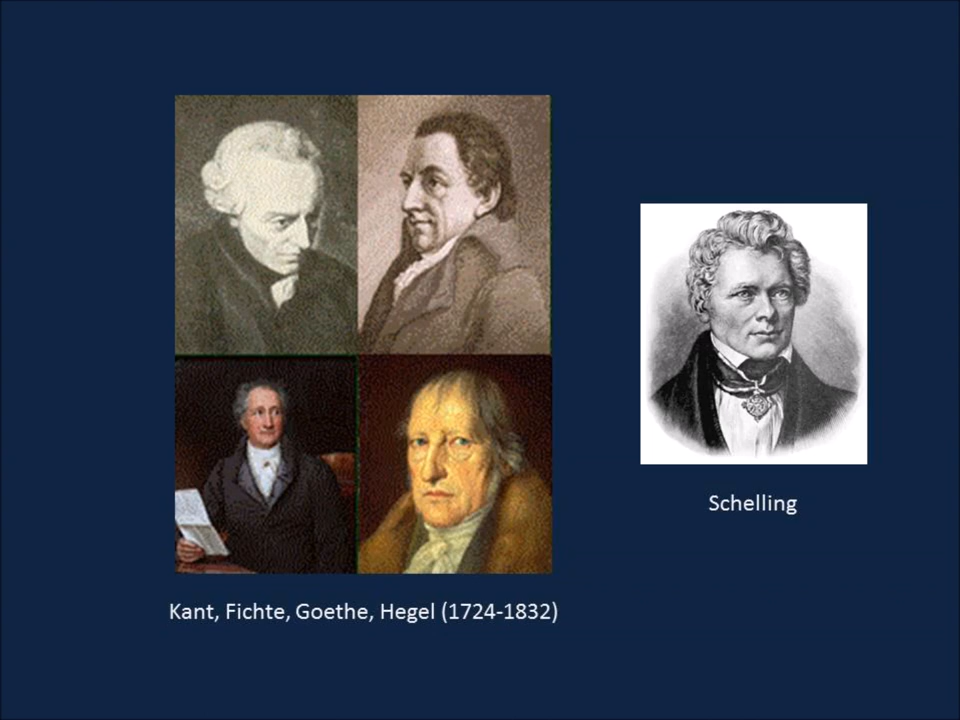 Schelling
Kant, Fichte, Goethe, Hegel (1724-1832)